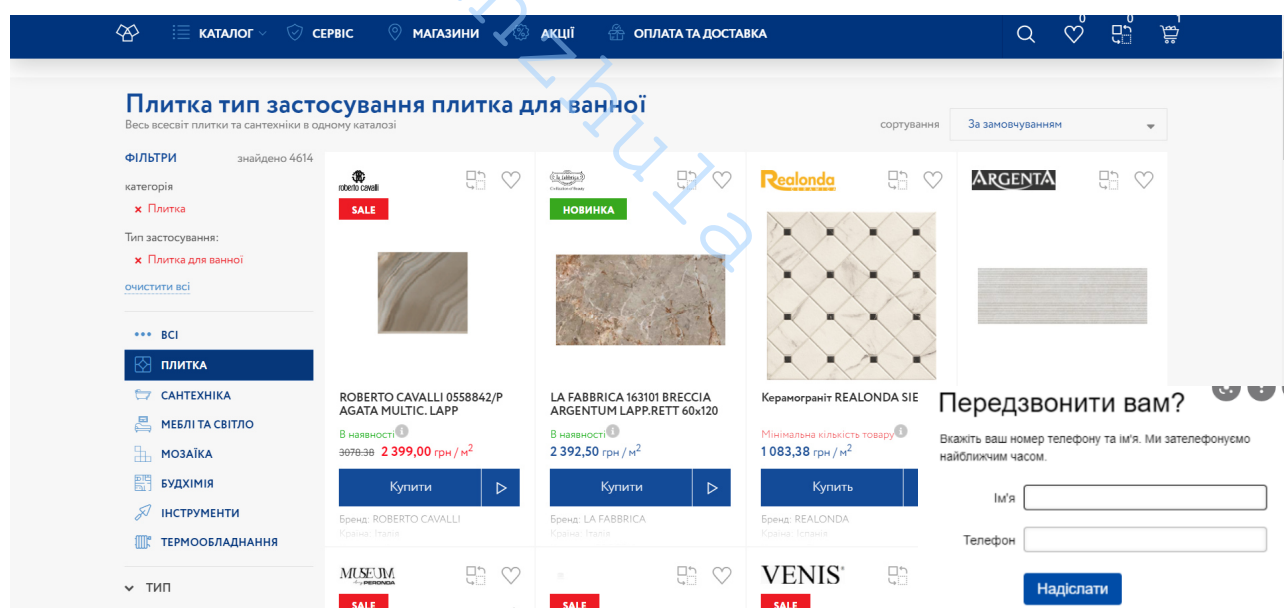 КАТАЛОГ СЕРВІС МАГАЗИНИ АКЦІЇ ОПЛАТА ТА ДОСТАВКА 0 0 1
Плитка тип застосування плитка для ванної
Весь всесвіт плитки та сантехніки в одному каталозі
сортування За замовчуванням
ФІЛЬТРИ знайдено 4614
категорія
× Плитка
Тип застосування:
× Плитка для ванної
очистити всі
ВСІ
ПЛИТКА
САНТЕХНІКА
МЕБЛІ ТА СВІТЛО
МОЗАЇКА
БУДХІМІЯ
ІНСТРУМЕНТИ
ТЕРМООБЛАДНАННЯ
ТИП
roberto cavalli
SALE
ROBERTO CAVALLI 0558842/P
AGATA MULTIC. LAPP
В наявності
3078.38 2 399,00 грн / м2
Купити
Бренд: ROBERTO CAVALLI
Країна: Італія
la fabbrica
НОВИНКА
LA FABBRICA 163101 BRECCIA
ARGENTUM LAPP.RETT 60x120
В наявності
2 392,50 грн / м2
Купити
Бренд: LA FABBRICA
Країна: Італія
Realonda
Керамограніт REALONDA SIE
Мінімальна кількість товару
1 083,38 грн / м2
Купить
Бренд: REALONDA
Країна: Іспанія
ARGENTA
MUSEUM
PERONDA
SALE
SALE
VENIS
SALE
Передзвонити вам?
Вкажіть ваш номер телефону та ім'я. Ми зателефонуємо
найближчим часом.
Ім'я
Телефон
Надіслати